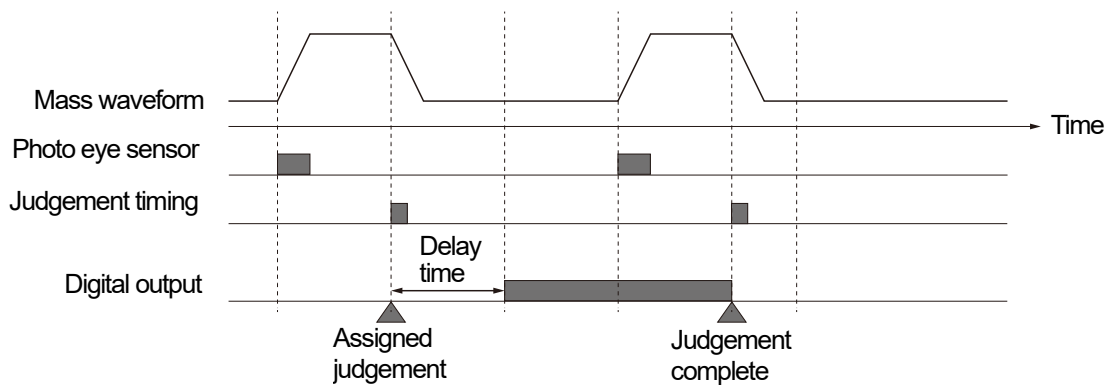 Mass waveform
Time
Photo eye sensor
Judgement timing
Delay
time
Digital output
Assigned
judgement
Judgement
complete